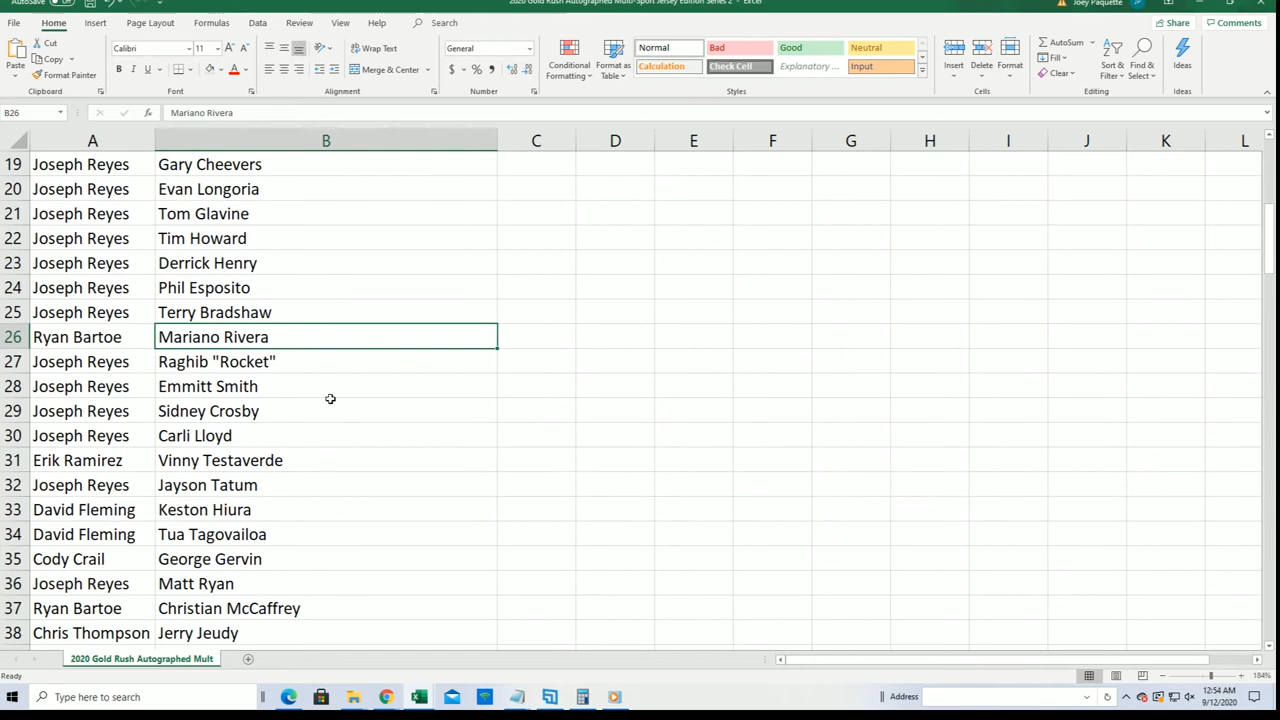 AutoSave Off 2020 Gold Rush Autographed Multi-Sport Jersey Edition Series 2 - Excel Joey Paquette
File Home Insert Page Layout Formulas Data Review View Help Search Share Comments
Paste Cut Copy Format Painter Clipboard
Calibri 11 B I U A Font
Wrap Text Merge & Center Alignment
General $ % Number
Conditional Formatting Format as Table Normal Bad Good Neutral Calculation Check Cell Explanatory ... Input Styles
Insert Delete Format Cells
AutoSum Fill Clear Sort & Filter Find & Select Editing
Ideas Ideas
B26 fx Mariano Rivera
A B C D E F G H I J K L
19 Joseph Reyes Gary Cheevers
20 Joseph Reyes Evan Longoria
21 Joseph Reyes Tom Glavine
22 Joseph Reyes Tim Howard
23 Joseph Reyes Derrick Henry
24 Joseph Reyes Phil Esposito
25 Joseph Reyes Terry Bradshaw
26 Ryan Bartoe Mariano Rivera
27 Joseph Reyes Raghib "Rocket"
28 Joseph Reyes Emmitt Smith
29 Joseph Reyes Sidney Crosby
30 Joseph Reyes Carli Lloyd
31 Erik Ramirez Vinny Testaverde
32 Joseph Reyes Jayson Tatum
33 David Fleming Keston Hiura
34 David Fleming Tua Tagovailoa
35 Cody Crail George Gervin
36 Joseph Reyes Matt Ryan
37 Ryan Bartoe Christian McCaffrey
38 Chris Thompson Jerry Jeudy
2020 Gold Rush Autographed Mult
Ready 184%
Type here to search Address 12:54 AM
9/12/2020